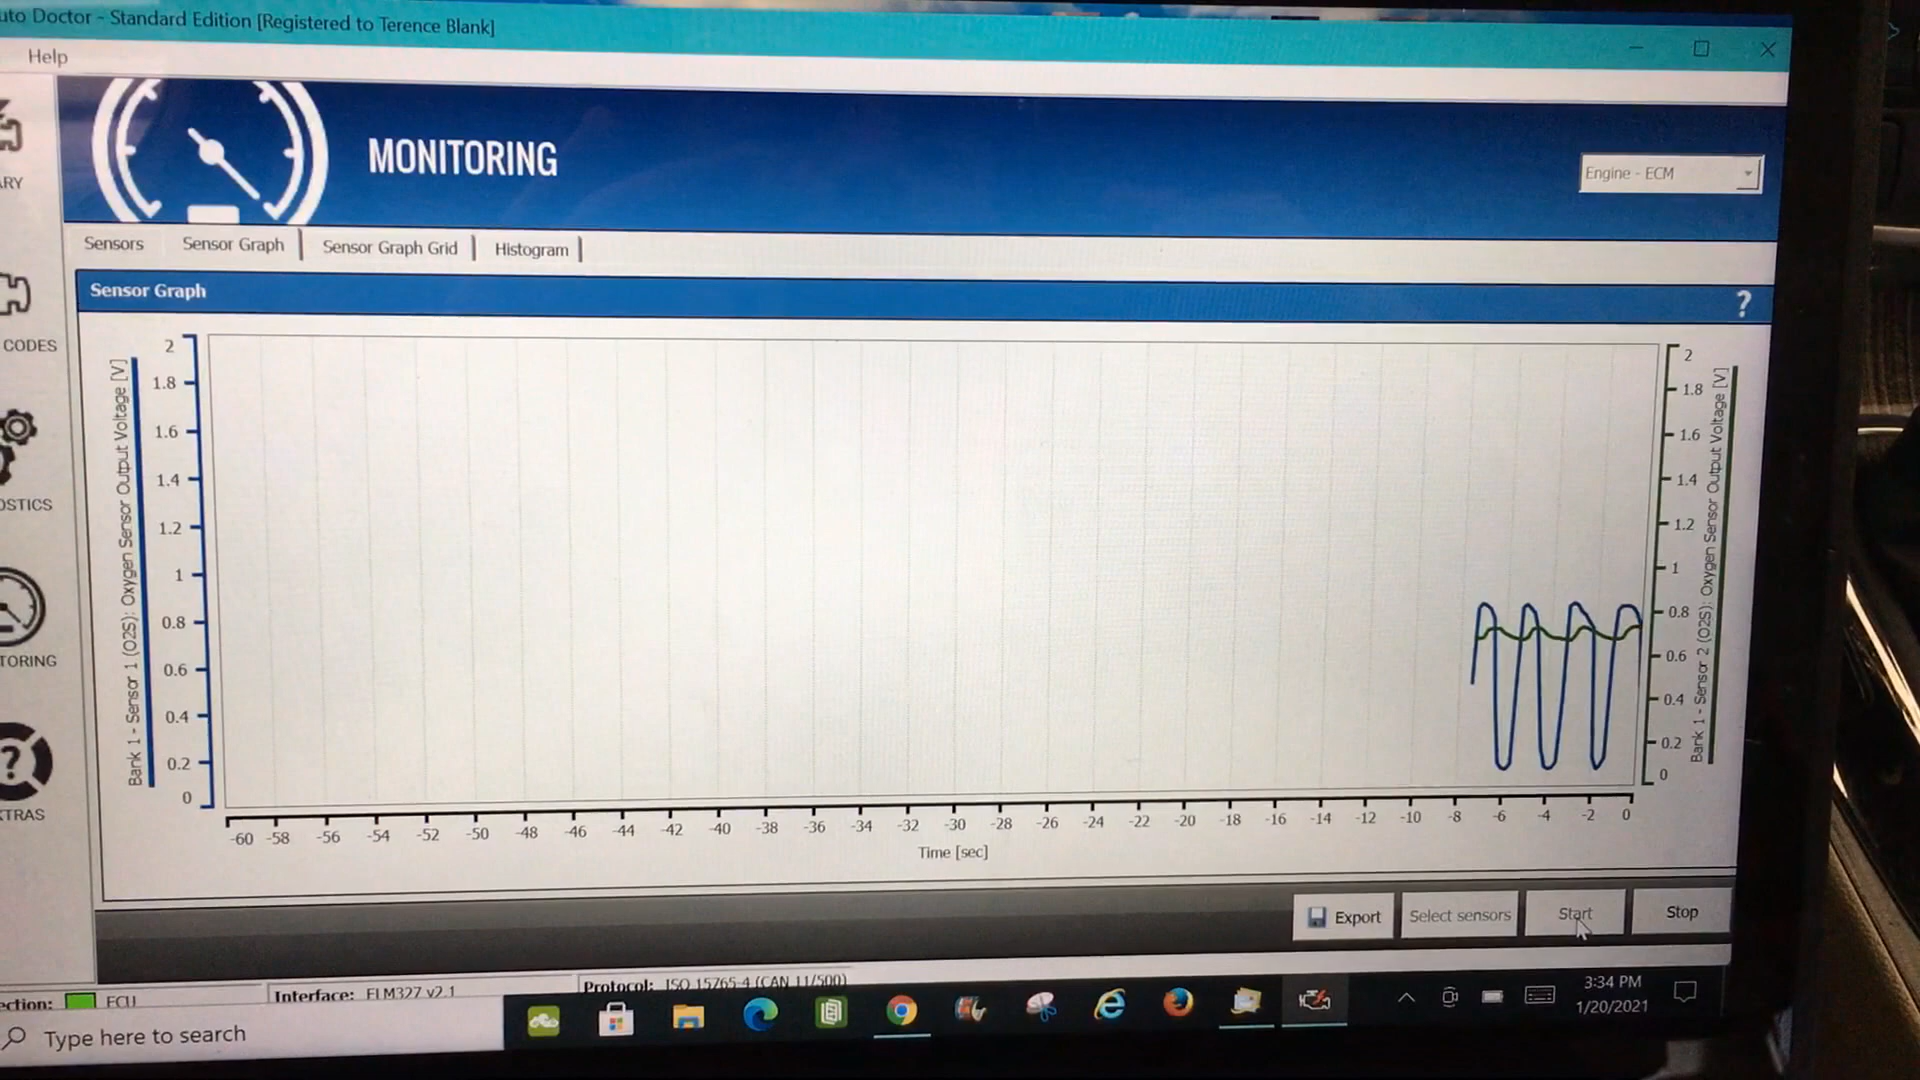 uto Doctor - Standard Edition [Registered to Terence Blank]
Help
MONITORING
Engine - ECM
ARY
CODES
OSTICS
TORING
XTRAS
Sensors
Sensor Graph
Sensor Graph Grid
Histogram
Sensor Graph
?
Bank 1 - Sensor 1 (O2S): Oxygen Sensor Output Voltage [V]
2
1.8
1.6
1.4
1.2
1
0.8
0.6
0.4
0.2
0
2
1.8
1.6
1.4
1.2
1
0.8
0.6
0.4
0.2
0
Bank 1 - Sensor 2 (O2S): Oxygen Sensor Output Voltage [V]
-60 -58 -56 -54 -52 -50 -48 -46 -44 -42 -40 -38 -36 -34 -32 -30 -28 -26 -24 -22 -20 -18 -16 -14 -12 -10 -8 -6 -4 -2 0
Time [sec]
Export
Select sensors
Start
Stop
ection: ECU
Interface: ELM327 v2.1
Protocol: ISO 15765-4 (CAN 11/500)
Type here to search
3:34 PM
1/20/2021